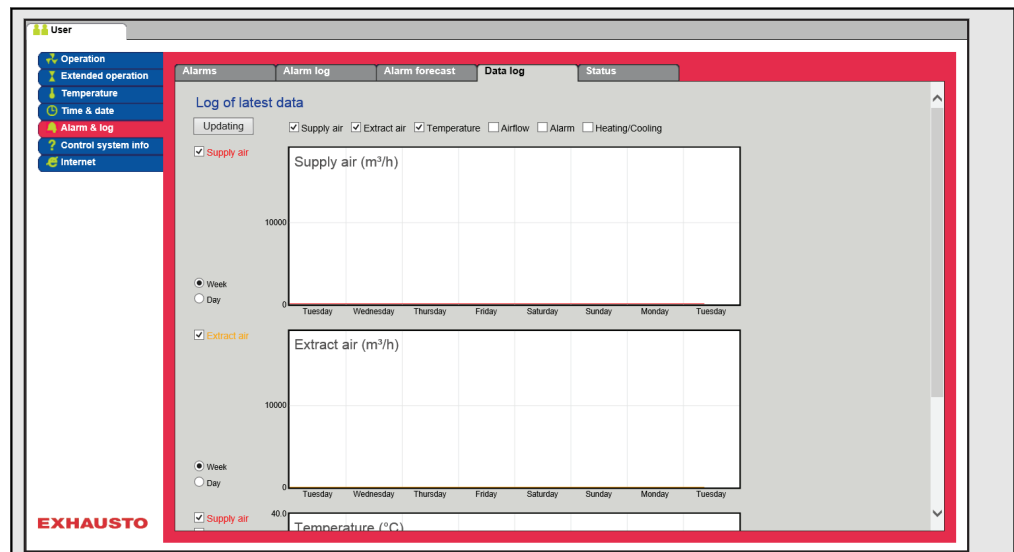 User
Operation
Extended operation
Temperature
Time & date
Alarm & log
Control system info
Internet
Alarms Alarm log Alarm forecast Data log Status
Log of latest data
Updating Supply air Extract air Temperature Airflow Alarm Heating/Cooling
Supply air
Supply air (m³/h)
10000
Week
Day
0
Tuesday Wednesday Thursday Friday Saturday Sunday Monday Tuesday
Extract air
Extract air (m³/h)
10000
Week
Day
0
Tuesday Wednesday Thursday Friday Saturday Sunday Monday Tuesday
Supply air
40.0
Temperature (°C)
EXHAUSTO